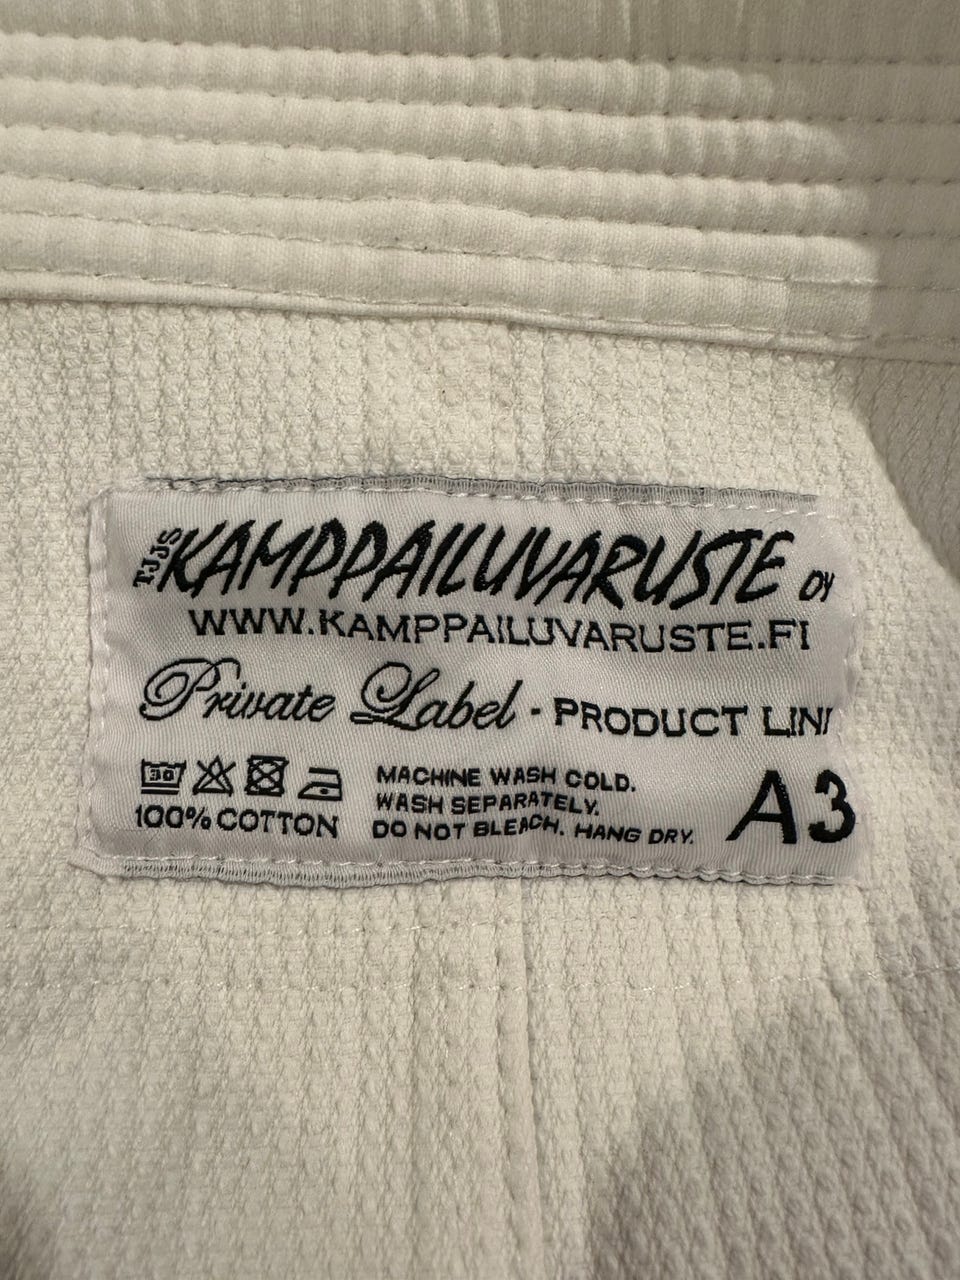 TJJS KAMPPAILUVARUSTE OY
WWW.KAMPPAILUVARUSTE.FI
Private Label - PRODUCT LIN
30
100% COTTON
MACHINE WASH COLD.
WASH SEPARATELY.
DO NOT BLEACH. HANG DRY.
A3